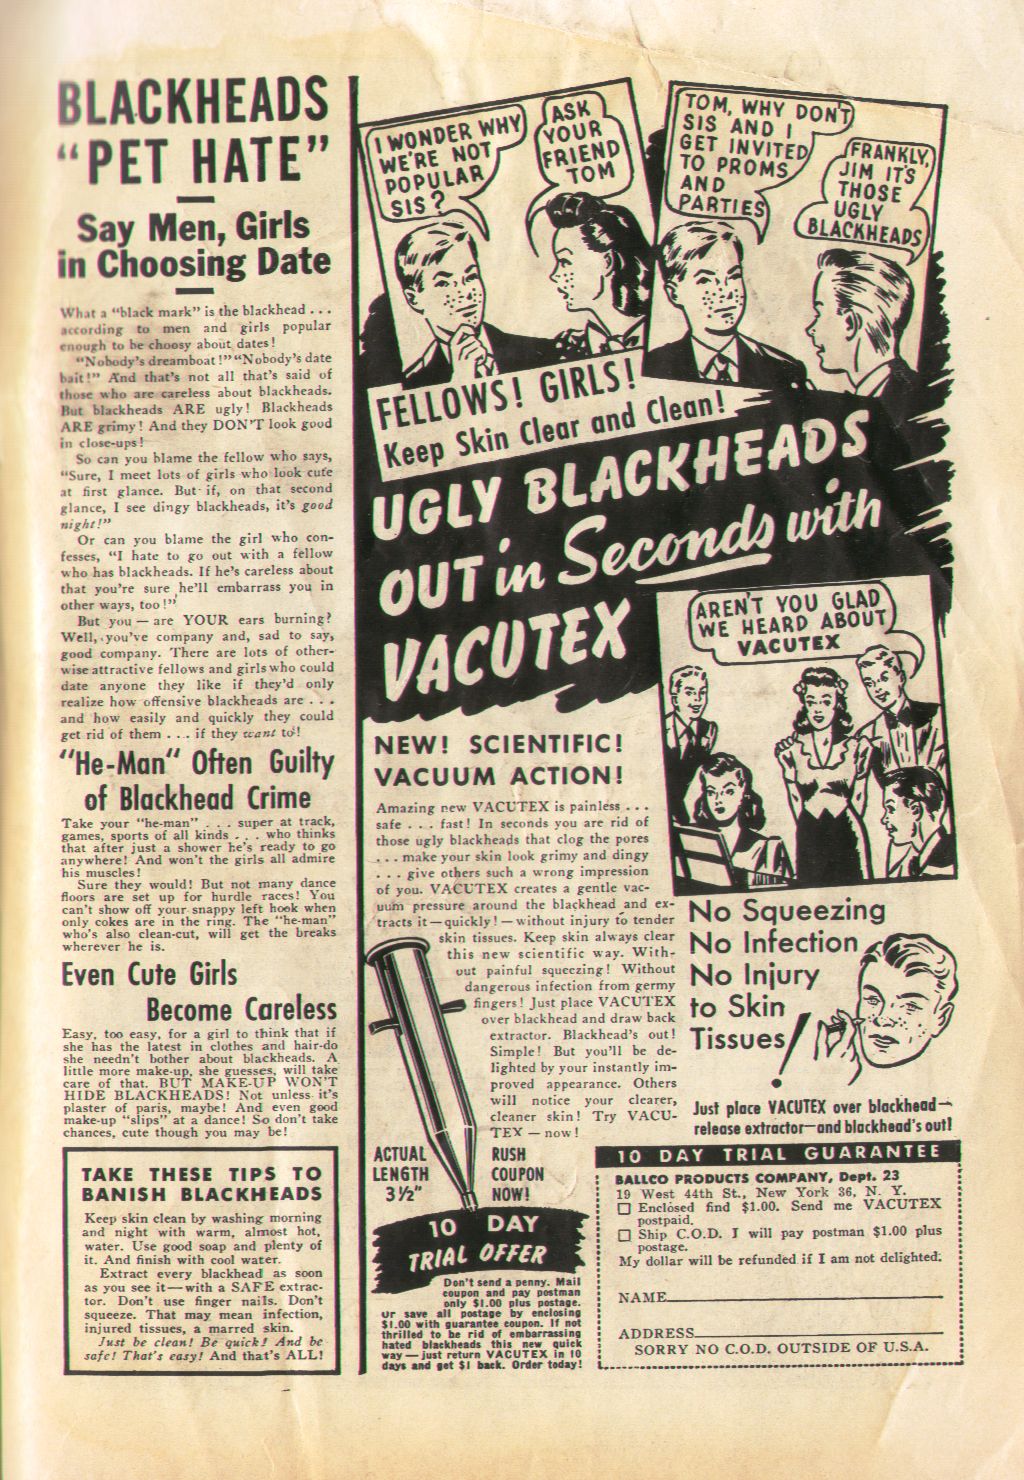 BLACKHEADS
"PET HATE"
Say Men, Girls
in Choosing Date
What a "black mark" is the blackhead . . .
according to men and girls popular
enough to be choosy about dates!
"Nobody's dreamboat!" "Nobody's date
bait!" And that's not all that's said of
those who are careless about blackheads.
But blackheads ARE ugly! Blackheads
ARE grimy! And they DON'T look good
in close-ups!
So can you blame the fellow who says,
"Sure, I meet lots of girls who look cute
at first glance. But if, on that second
glance, I see dingy blackheads, it's good
night!"
Or can you blame the girl who con-
fesses, "I hate to go out with a fellow
who has blackheads. If he's careless about
that you're sure he'll embarrass you in
other ways, too!"
But you — are YOUR ears burning?
Well, you've company and, sad to say,
good company. There are lots of other-
wise attractive fellows and girls who could
date anyone they like if they'd only
realize how offensive blackheads are . . .
and how easily and quickly they could
get rid of them . . . if they want to!
"He-Man" Often Guilty
of Blackhead Crime
Take your "he-man" . . . super at track,
games, sports of all kinds . . . who thinks
that after just a shower he's ready to go
anywhere! And won't the girls all admire
his muscles!
Sure they would! But not many dance
floors are set up for hurdle races! You
can't show off your snappy left hook when
only cokes are in the ring. The "he-man"
who's also clean-cut, will get the breaks
wherever he is.
Even Cute Girls
Become Careless
Easy, too easy, for a girl to think that if
she has the latest in clothes and hair-do
she needn't bother about blackheads. A
little more make-up, she guesses, will take
care of that. BUT MAKE-UP WON'T
HIDE BLACKHEADS! Not unless it's
plaster of paris, maybe! And even good
make-up "slips" at a dance! So don't take
chances, cute though you may be!
TAKE THESE TIPS TO
BANISH BLACKHEADS
Keep skin clean by washing morning
and night with warm, almost hot,
water. Use good soap and plenty of
it. And finish with cool water.
Extract every blackhead as soon
as you see it—with a SAFE extrac-
tor. Don't use finger nails. Don't
squeeze. That may mean infection,
injured tissues, a marred skin.
Just be clean! Be quick! And be
safe! That's easy! And that's ALL!
I WONDER WHY
WE'RE NOT
POPULAR
SIS?
ASK
YOUR
FRIEND
TOM
TOM, WHY DON'T
SIS AND I
GET INVITED
TO PROMS
AND
PARTIES
FRANKLY,
JIM IT'S
THOSE
UGLY
BLACKHEADS
FELLOWS! GIRLS!
Keep Skin Clear and Clean!
UGLY BLACKHEADS
OUT in Seconds with
VACUTEX
AREN'T YOU GLAD
WE HEARD ABOUT
VACUTEX
NEW! SCIENTIFIC!
VACUUM ACTION!
Amazing new VACUTEX is painless . . .
safe . . . fast! In seconds you are rid of
those ugly blackheads that clog the pores
. . . make your skin look grimy and dingy
. . . give others such a wrong impression
of you. VACUTEX creates a gentle vac-
uum pressure around the blackhead and ex-
tracts it—quickly!—without injury to tender
skin tissues. Keep skin always clear
this new scientific way. With-
out painful squeezing! Without
dangerous infection from germy
fingers! Just place VACUTEX
over blackhead and draw back
extractor. Blackhead's out!
Simple! But you'll be de-
lighted by your instantly im-
proved appearance. Others
will notice your clearer,
cleaner skin! Try VACU-
TEX — now!
ACTUAL
LENGTH
3½"
RUSH
COUPON
NOW!
10 DAY
TRIAL OFFER
Don't send a penny. Mail
coupon and pay postman
only $1.00 plus postage.
Or save all postage by enclosing
$1.00 with guarantee coupon. If not
thrilled to be rid of embarrassing
hated blackheads this new quick
way — just return VACUTEX in 10
days and get $1 back. Order today!
No Squeezing
No Infection
No Injury
to Skin
Tissues!
Just place VACUTEX over blackhead—
release extractor—and blackhead's out!
10 DAY TRIAL GUARANTEE
BALLCO PRODUCTS COMPANY, Dept. 23
19 West 44th St., New York 36, N. Y.
Enclosed find $1.00. Send me VACUTEX
postpaid.
Ship C.O.D. I will pay postman $1.00 plus
postage.
My dollar will be refunded if I am not delighted.
NAME
ADDRESS
SORRY NO C.O.D. OUTSIDE OF U.S.A.